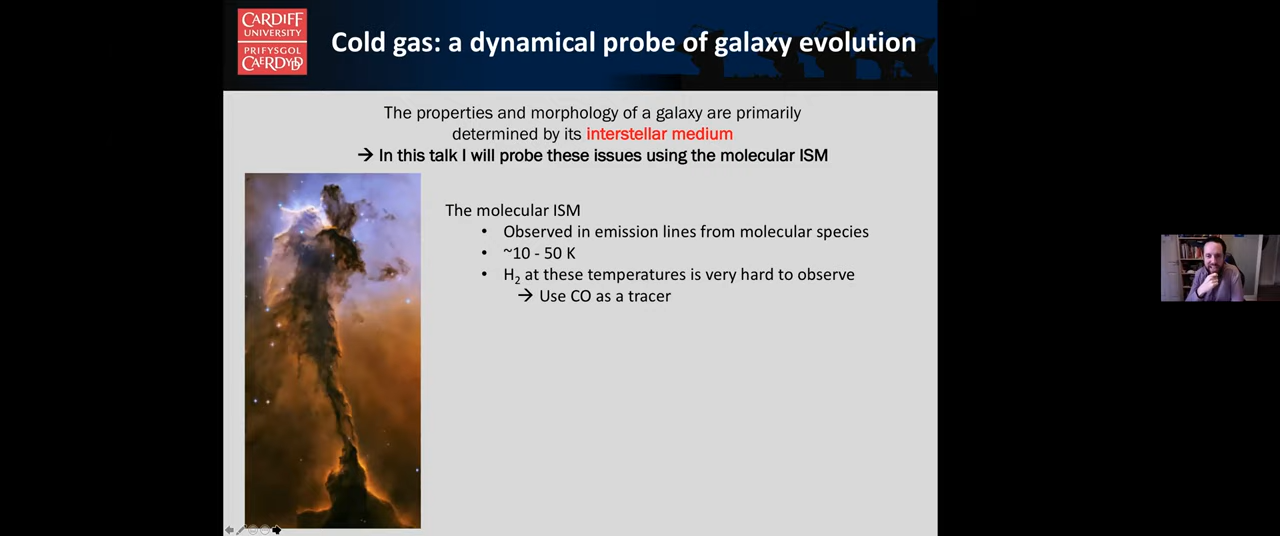 CARDIFF
UNIVERSITY
PRIFYSGOL
CAERDYDD
Cold gas: a dynamical probe of galaxy evolution
The properties and morphology of a galaxy are primarily
determined by its interstellar medium
→ In this talk I will probe these issues using the molecular ISM
The molecular ISM
• Observed in emission lines from molecular species
• ~10 - 50 K
• H₂ at these temperatures is very hard to observe
→ Use CO as a tracer